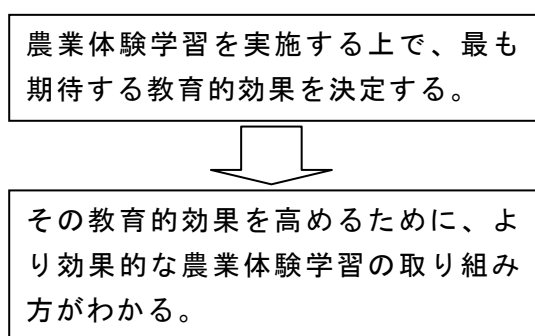 農業体験学習を実施する上で、最も
期待する教育的効果を決定する。
その教育的効果を高めるために、よ
り効果的な農業体験学習の取り組み
方がわかる。